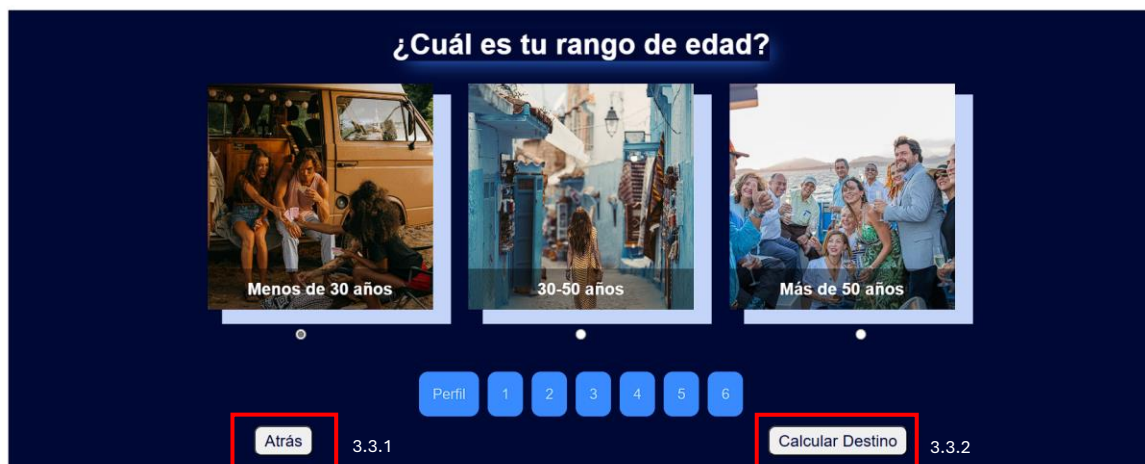 ¿Cuál es tu rango de edad?
Menos de 30 años 30-50 años Más de 50 años
Perfil 1 2 3 4 5 6
Atrás 3.3.1 Calcular Destino 3.3.2